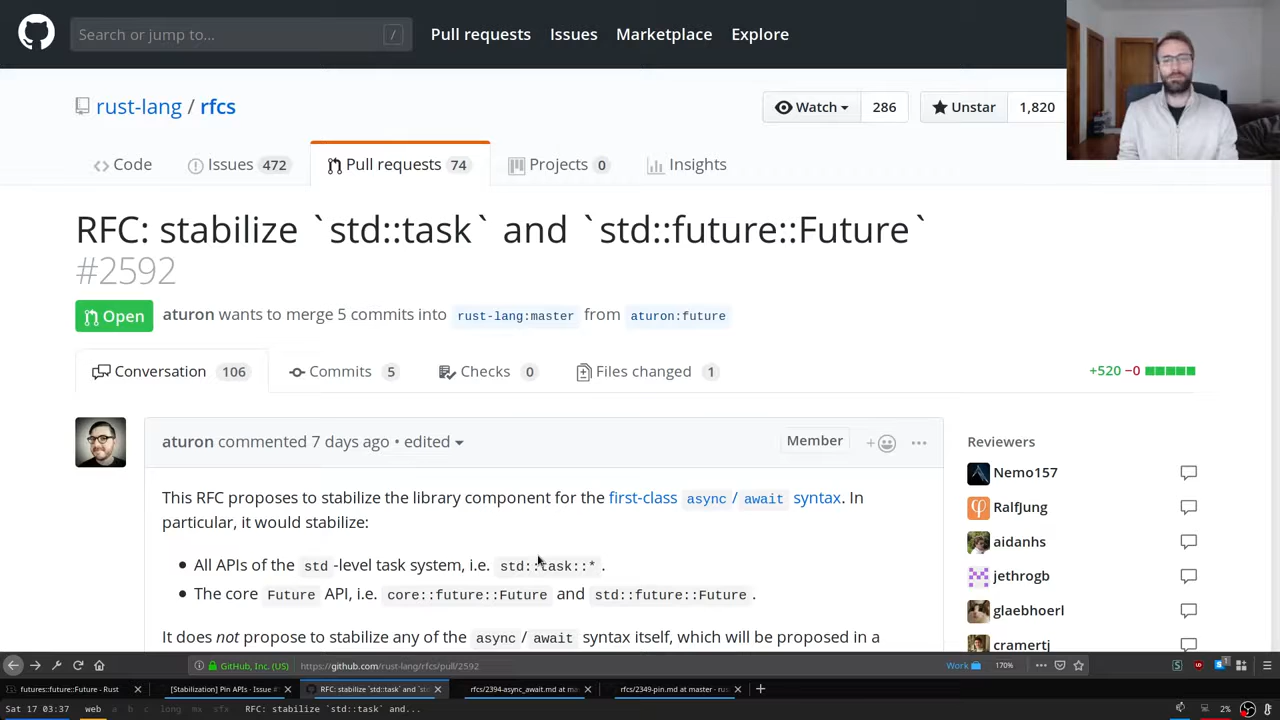 Search or jump to...
/
Pull requests
Issues
Marketplace
Explore
rust-lang / rfcs
Watch
286
Unstar
1,820
Code
Issues 472
Pull requests 74
Projects 0
Insights
RFC: stabilize `std::task` and `std::future::Future`
#2592
Open
aturon wants to merge 5 commits into rust-lang:master from aturon:future
Conversation 106
Commits 5
Checks 0
Files changed 1
+520 −0
aturon commented 7 days ago • edited
Member
This RFC proposes to stabilize the library component for the first-class async / await syntax. In
particular, it would stabilize:
• All APIs of the std -level task system, i.e. std::task::* .
• The core Future API, i.e. core::future::Future and std::future::Future .
It does not propose to stabilize any of the async / await syntax itself, which will be proposed in a
Reviewers
Nemo157
RalfJung
aidanhs
jethrogb
glaebhoerl
cramertj
GitHub, Inc. (US)
https://github.com/rust-lang/rfcs/pull/2592
Work
170%
futures::future::Future - Rust
[Stabilization] Pin APIs · Issue #
RFC: stabilize `std::task` and `std
rfcs/2394-async_await.md at ma
rfcs/2349-pin.md at master · rus
Sat 17 03:37
web
a
b
c
long
mx
sfx
RFC: stabilize `std::task` and...
2%